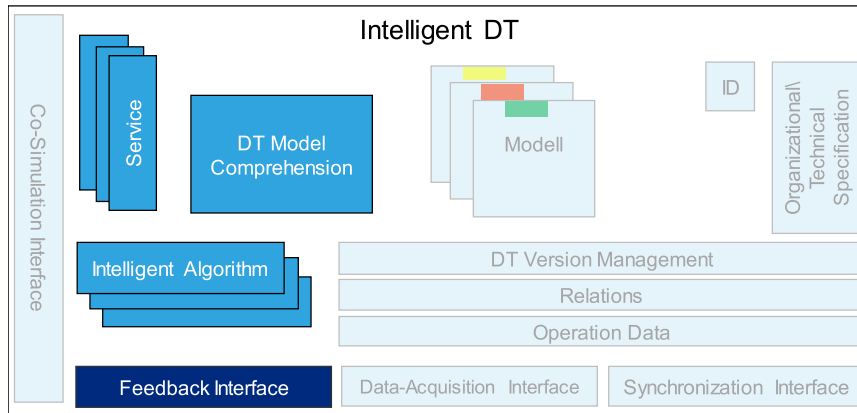 Intelligent DT
Co-Simulation Interface
Service
DT Model
Comprehension
Modell
ID
Organizational\
Technical
Specification
Intelligent Algorithm
DT Version Management
Relations
Operation Data
Feedback Interface
Data-Acquisition Interface
Synchronization Interface